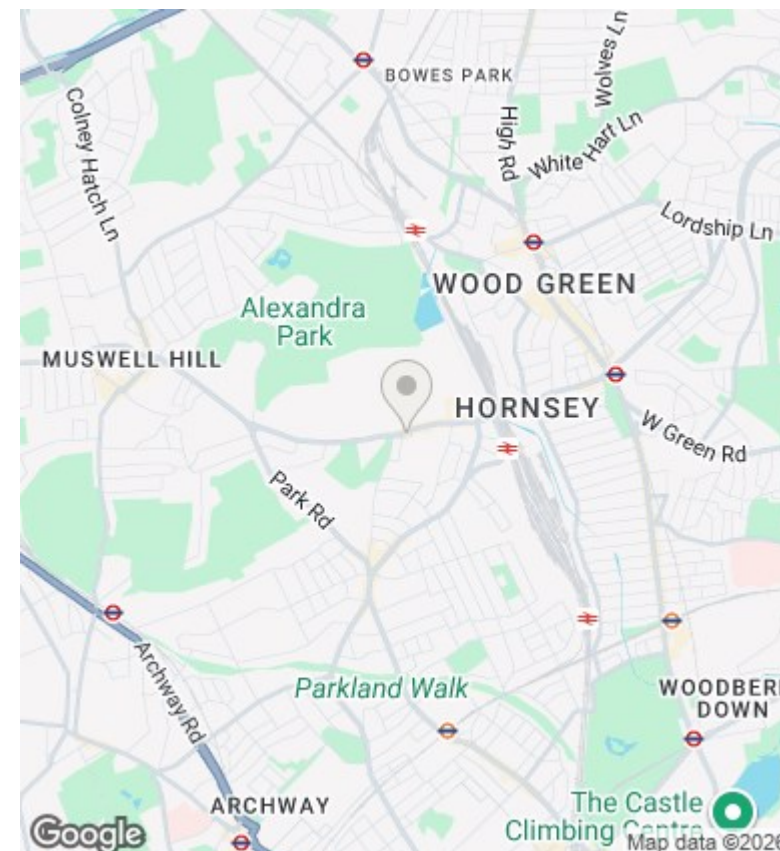 BOWES PARK
Wolves Ln
Colney Hatch Ln
High Rd
White Hart Ln
Lordship Ln
WOOD GREEN
Alexandra
Park
MUSWELL HILL
HORNSEY
W Green Rd
Park Rd
Archway Rd
Parkland Walk
WOODBER
DOWN
ARCHWAY
The Castle
Climbing Centre
Google
Map data ©2026